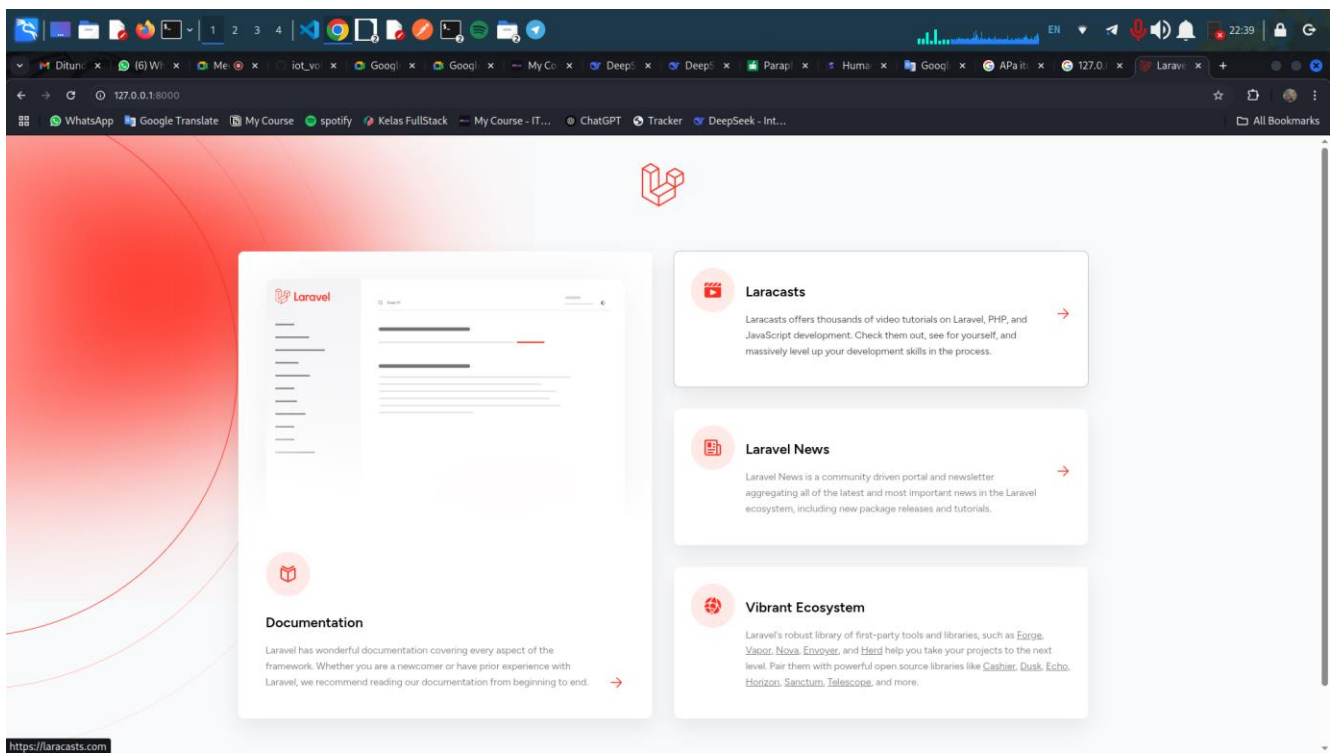 1 2 3 4
EN
22:39
Ditund
(6) Wh
Me
iot_vol
Googl
Googl
My Co
DeepS
DeepS
Parap
Huma
Googl
APa it
127.0.
Larave
127.0.0.1:8000
WhatsApp
Google Translate
My Course
spotify
Kelas FullStack
My Course - IT...
ChatGPT
Tracker
DeepSeek - Int...
All Bookmarks
Laravel
Search
Documentation
Laravel has wonderful documentation covering every aspect of the
framework. Whether you are a newcomer or have prior experience with
Laravel, we recommend reading our documentation from beginning to end.
Laracasts
Laracasts offers thousands of video tutorials on Laravel, PHP, and
JavaScript development. Check them out, see for yourself, and
massively level up your development skills in the process.
Laravel News
Laravel News is a community driven portal and newsletter
aggregating all of the latest and most important news in the Laravel
ecosystem, including new package releases and tutorials.
Vibrant Ecosystem
Laravel's robust library of first-party tools and libraries, such as Forge,
Vapor, Nova, Envoyer, and Herd help you take your projects to the next
level. Pair them with powerful open source libraries like Cashier, Dusk, Echo,
Horizon, Sanctum, Telescope, and more.
https://laracasts.com